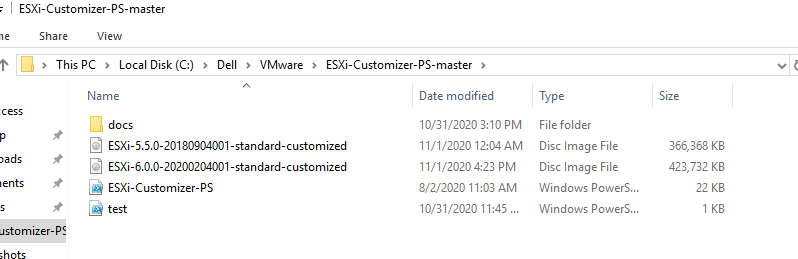 ESXi-Customizer-PS-master
This PC > Local Disk (C:) > Dell > VMware > ESXi-Customizer-PS-master >
Name Date modified Type Size
docs 10/31/2020 3:10 PM File folder
ESXi-5.5.0-20180904001-standard-customized 11/1/2020 12:04 AM Disc Image File 366,368 KB
ESXi-6.0.0-20200204001-standard-customized 11/1/2020 4:23 PM Disc Image File 423,732 KB
ESXi-Customizer-PS 8/2/2020 11:03 AM Windows PowerS... 22 KB
test 10/31/2020 11:45 ... Windows PowerS... 1 KB
cess
p
oads
ments
s
ustomizer-PS
shots